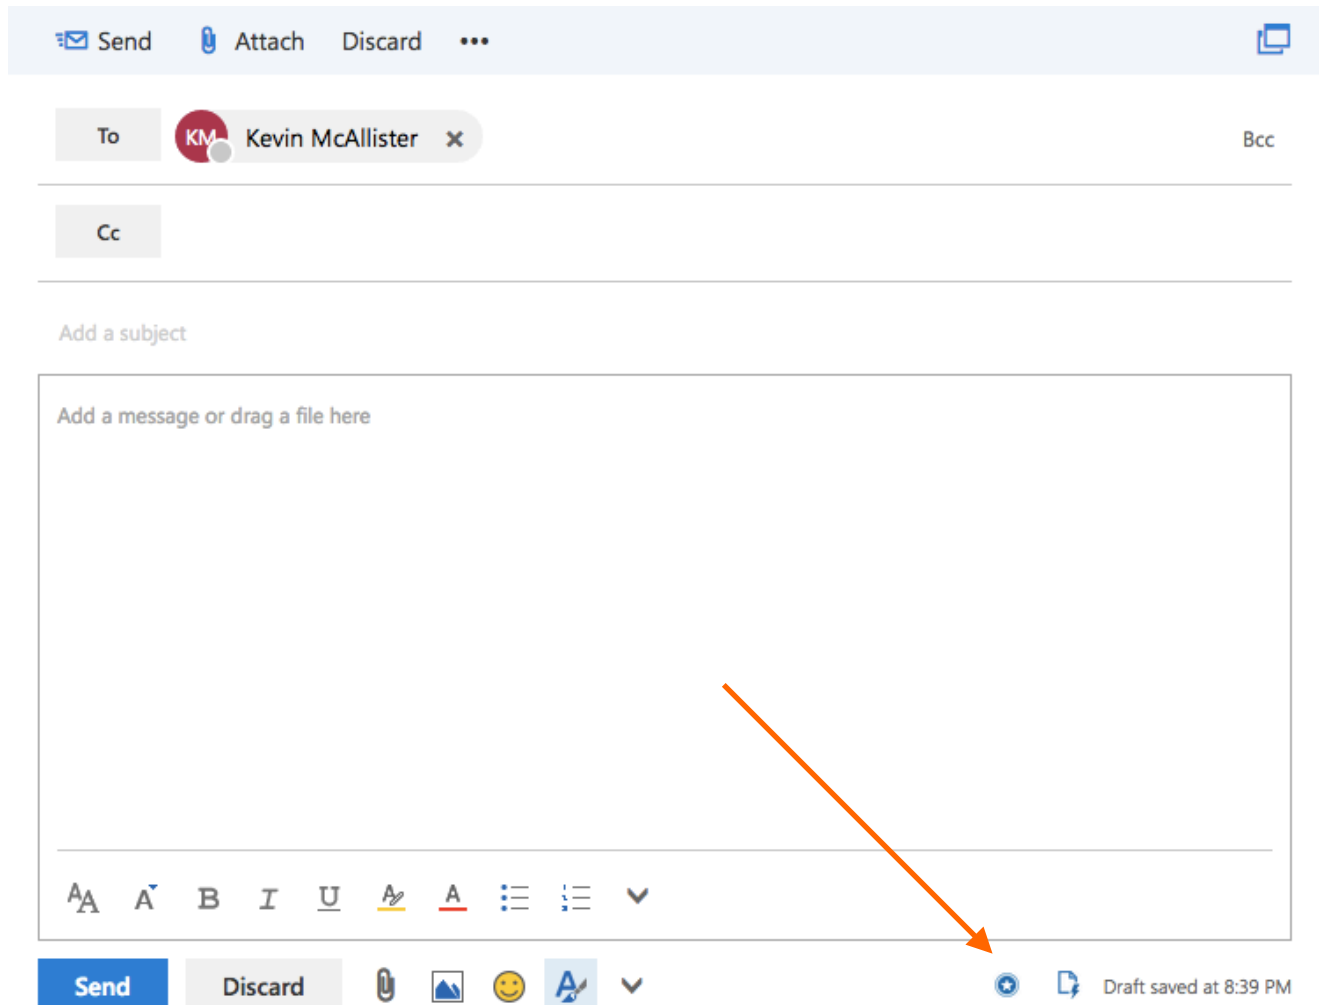 Send Attach Discard
To KM Kevin McAllister Bcc
Cc
Add a subject
Add a message or drag a file here
Send Discard Draft saved at 8:39 PM